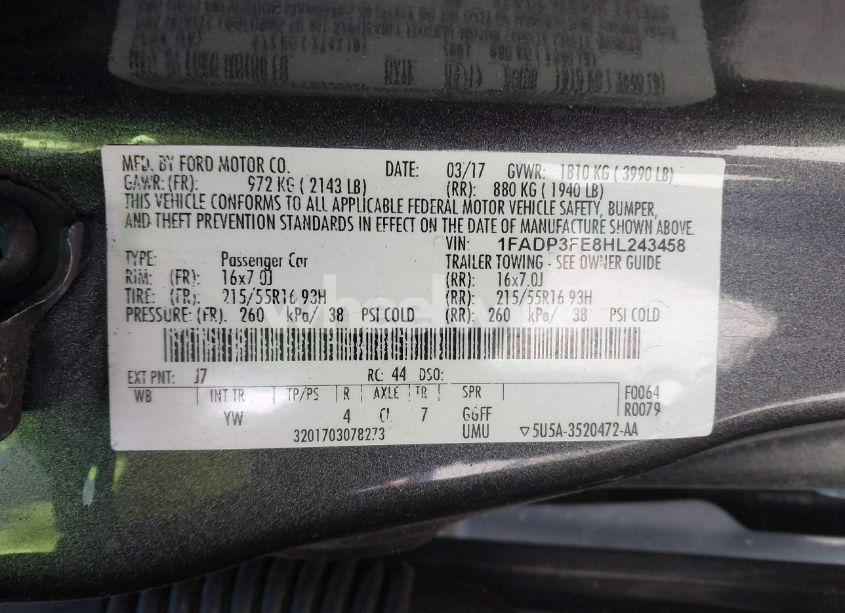 MFD. BY FORD MOTOR CO. DATE: 03/17 GVWR: 1810 KG ( 3990 LB)
GAWR: (FR): 972 KG ( 2143 LB) (RR): 880 KG ( 1940 LB)
THIS VEHICLE CONFORMS TO ALL APPLICABLE FEDERAL MOTOR VEHICLE SAFETY, BUMPER,
AND THEFT PREVENTION STANDARDS IN EFFECT ON THE DATE OF MANUFACTURE SHOWN ABOVE.
VIN: 1FADP3FE8HL243458
TYPE: Passenger Car TRAILER TOWING - SEE OWNER GUIDE
RIM: (FR): 16x7.0J (RR): 16x7.0J
TIRE: (FR): 215/55R16 93H (RR): 215/55R16 93H
PRESSURE: (FR): 260 kPa/ 38 PSI COLD (RR): 260 kPa/ 38 PSI COLD
EXT PNT: J7 RC: 44 DSO:
WB INT TR TP/PS R AXLE TR SPR F0064
YW 4 CL 7 GGFF R0079
3201703078273 UMU ▽5U5A-3520472-AA